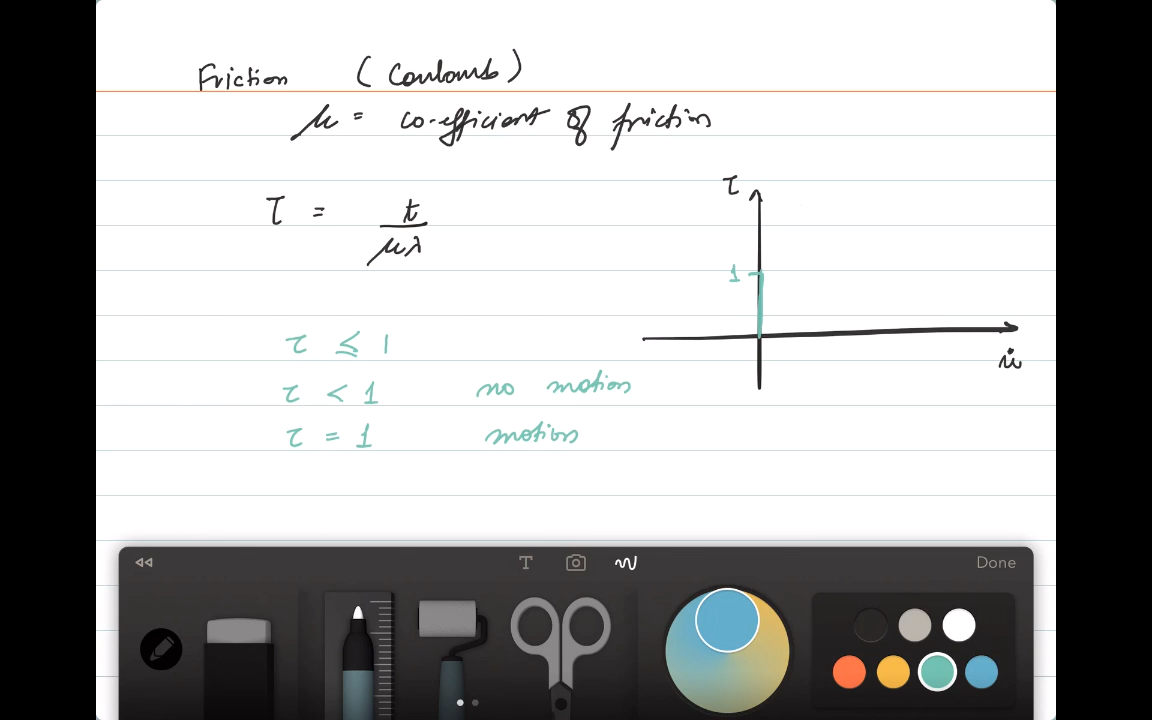 Friction (Coulomb)
μ = co-efficient of friction
τ = t / μλ
τ
1
u̇
τ ≤ 1
τ < 1 no motion
τ = 1 motion
T
Done